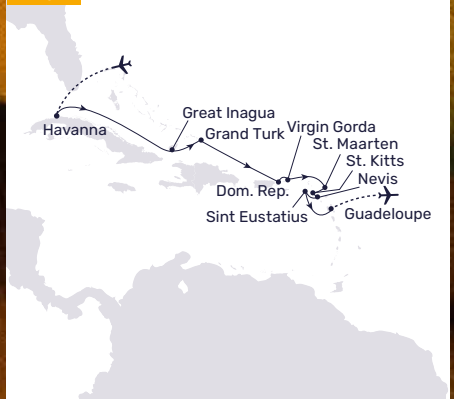 Havanna
Great Inagua
Grand Turk
Virgin Gorda
St. Maarten
St. Kitts
Nevis
Dom. Rep.
Sint Eustatius
Guadeloupe